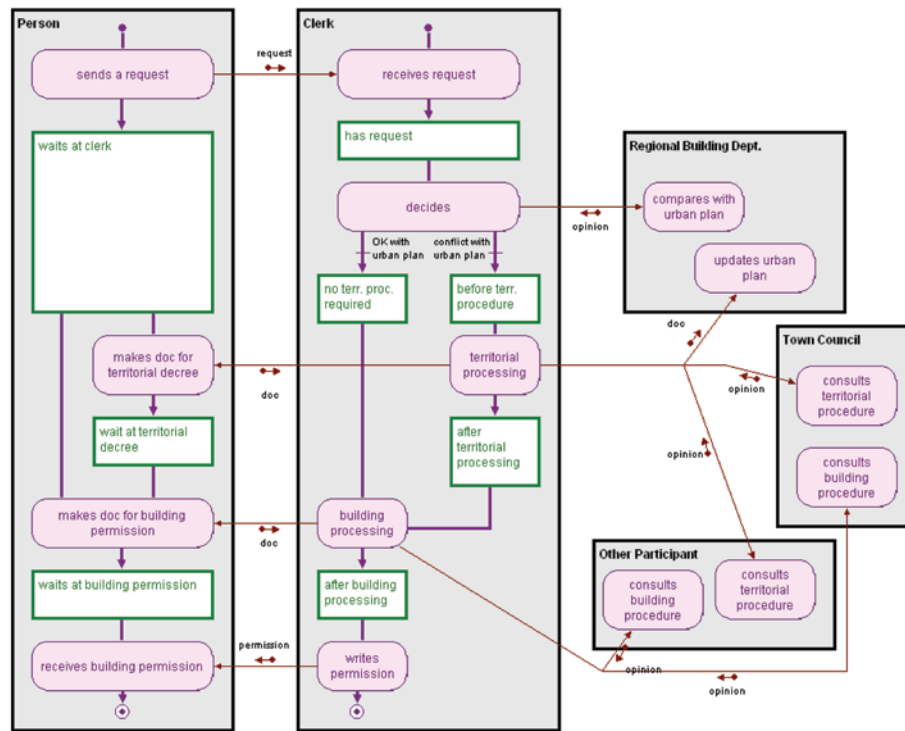 Person
sends a request
waits at clerk
makes doc for
territorial decree
wait at territorial
decree
makes doc for building
permission
waits at building permission
receives building permission
request
doc
doc
permission
Clerk
receives request
has request
decides
OK with
urban plan
conflict with
urban plan
no terr. proc.
required
before terr.
procedure
territorial
processing
after
territorial
processing
building
processing
after building
processing
writes
permission
opinion
Regional Building Dept.
compares with
urban plan
updates urban
plan
doc
opinion
opinion
Town Council
consults
territorial
procedure
consults
building
procedure
Other Participant
consults
building
procedure
consults
territorial
procedure
opinion
opinion